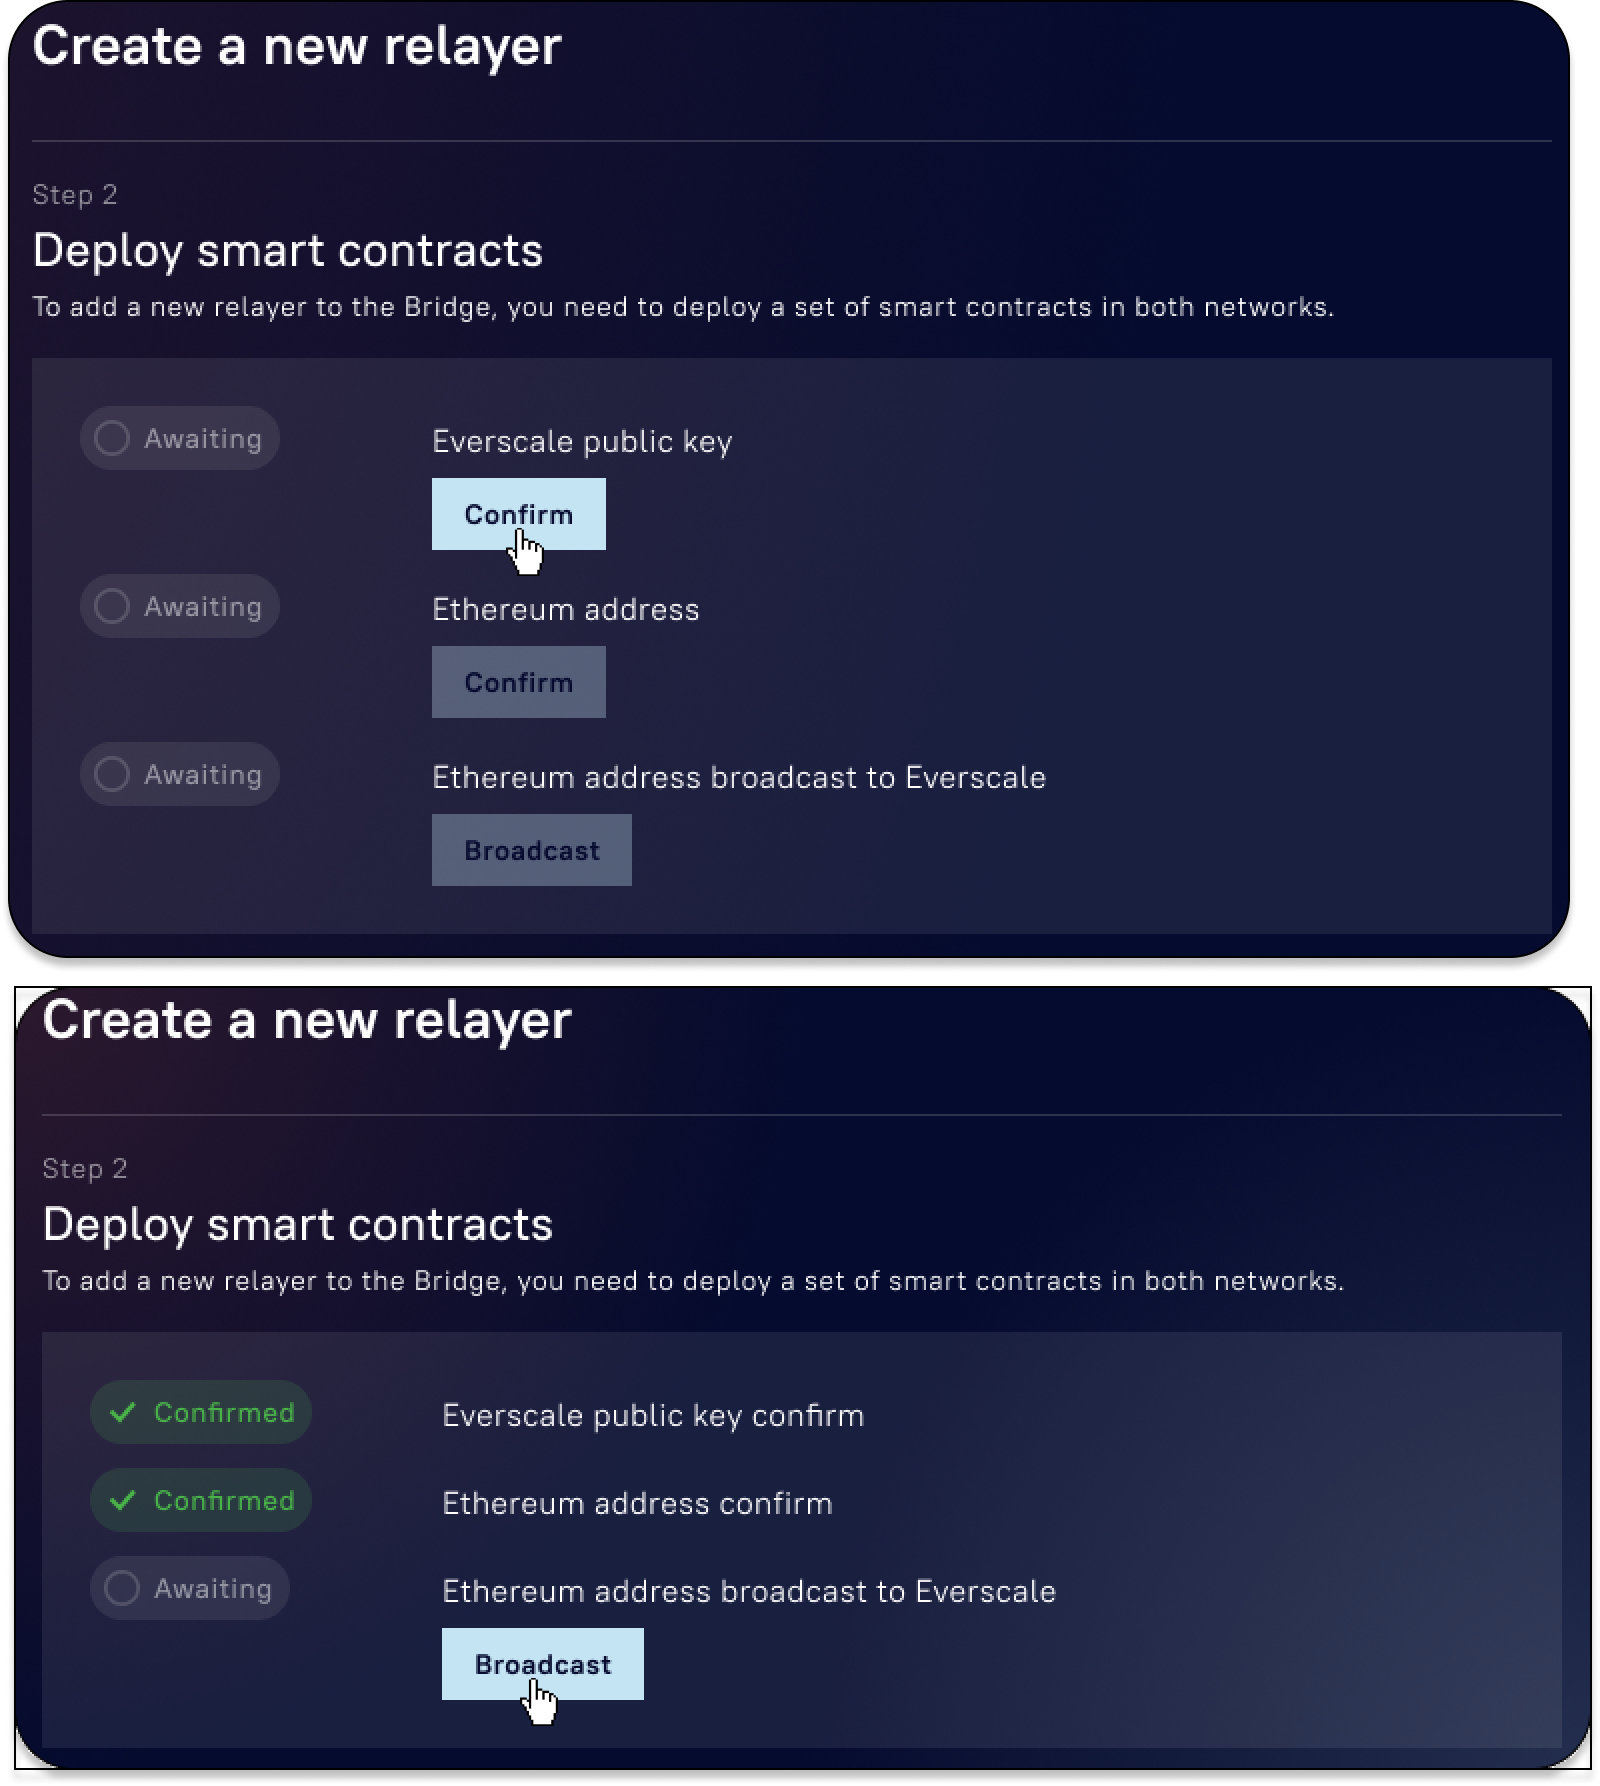 Create a new relayer
Step 2
Deploy smart contracts
To add a new relayer to the Bridge, you need to deploy a set of smart contracts in both networks.
Awaiting
Everscale public key
Confirm
Awaiting
Ethereum address
Confirm
Awaiting
Ethereum address broadcast to Everscale
Broadcast
Create a new relayer
Step 2
Deploy smart contracts
To add a new relayer to the Bridge, you need to deploy a set of smart contracts in both networks.
Confirmed
Everscale public key confirm
Confirmed
Ethereum address confirm
Awaiting
Ethereum address broadcast to Everscale
Broadcast